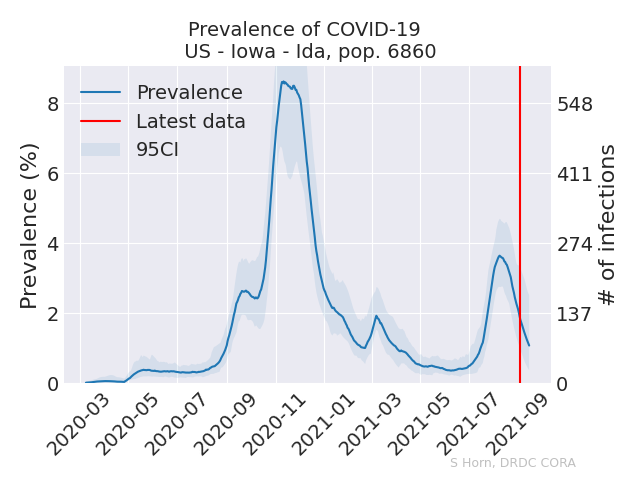 Prevalence of COVID-19
US - Iowa - Ida, pop. 6860
Prevalence
Latest data
95CI
Prevalence (%)
8
6
4
2
0
548
411
274
137
0
# of infections
2020-03
2020-05
2020-07
2020-09
2020-11
2021-01
2021-03
2021-05
2021-07
2021-09
S Horn, DRDC CORA